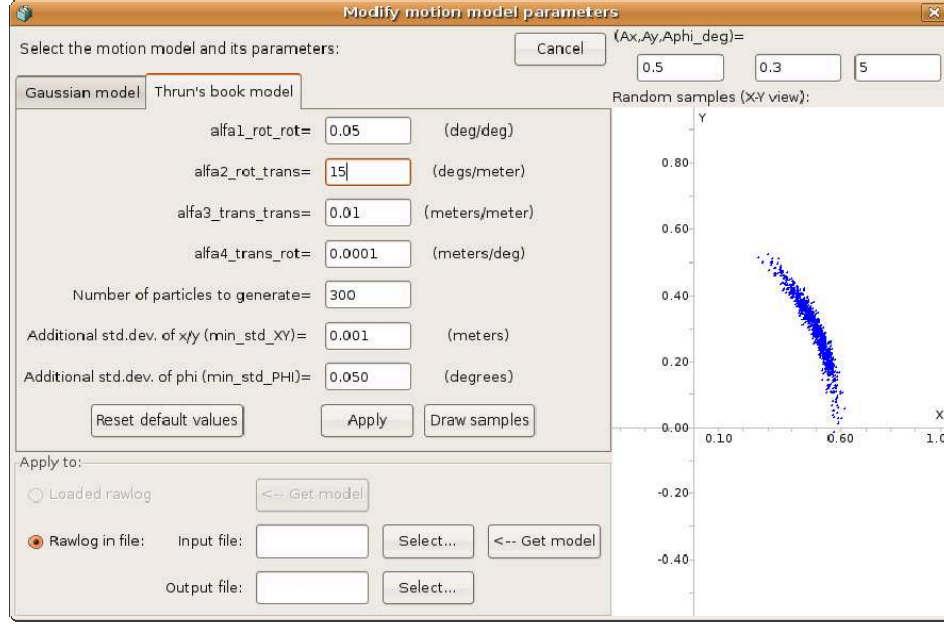 Modify motion model parameters
Select the motion model and its parameters:
Cancel
(Ax,Ay,Aphi_deg)=
0.5 0.3 5
Gaussian model Thrun's book model
Random samples (X-Y view):
alfa1_rot_rot= 0.05 (deg/deg)
alfa2_rot_trans= 15 (degs/meter)
alfa3_trans_trans= 0.01 (meters/meter)
alfa4_trans_rot= 0.0001 (meters/deg)
Number of particles to generate= 300
Additional std.dev. of x/y (min_std_XY)= 0.001 (meters)
Additional std.dev. of phi (min_std_PHI)= 0.050 (degrees)
Reset default values Apply Draw samples
Apply to:
Loaded rawlog <-- Get model
Rawlog in file: Input file: Select... <-- Get model
Output file: Select...
Y
0.80
0.60
0.40
0.20
X
0.00
0.10 0.60 1.0
-0.20
-0.40